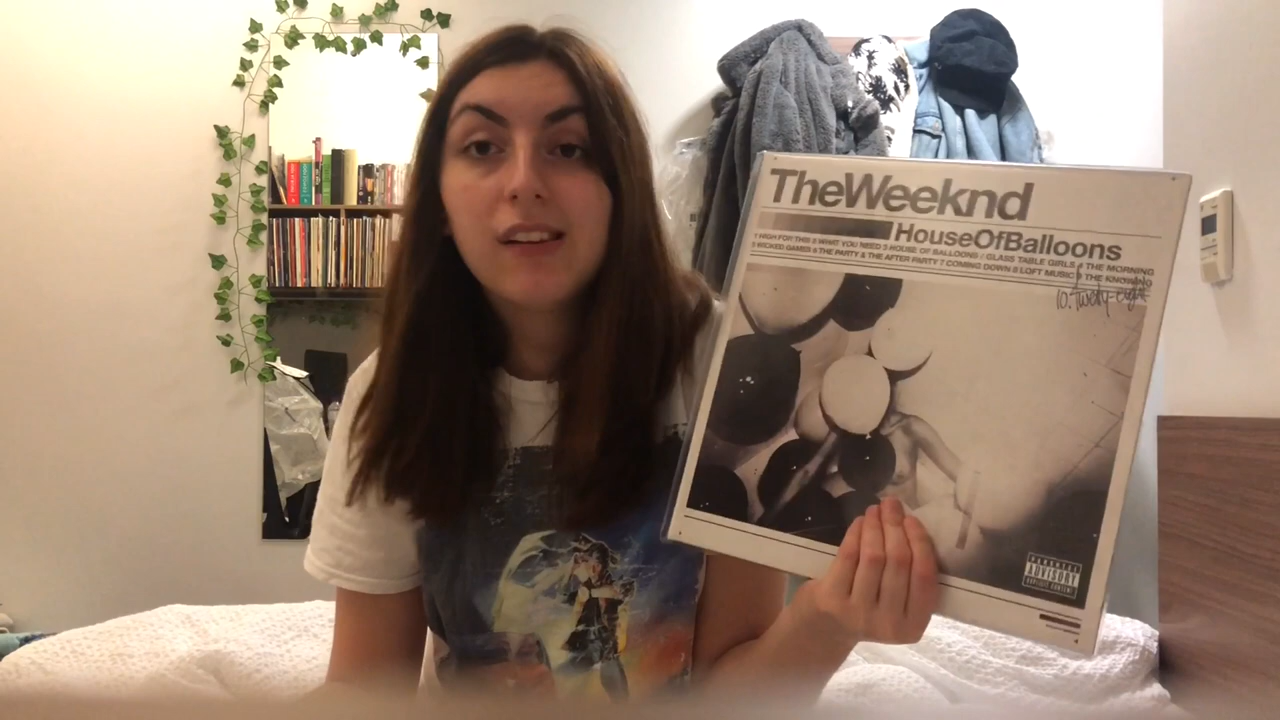 TheWeeknd
HouseOfBalloons
1 HIGH FOR THIS 2 WHAT YOU NEED 3 HOUSE OF BALLOONS / GLASS TABLE GIRLS 4 THE MORNING
5 WICKED GAMES 6 THE PARTY & THE AFTER PARTY 7 COMING DOWN 8 LOFT MUSIC 9 THE KNOWING
10. Twenty-eight
PARENTAL
ADVISORY
EXPLICIT CONTENT